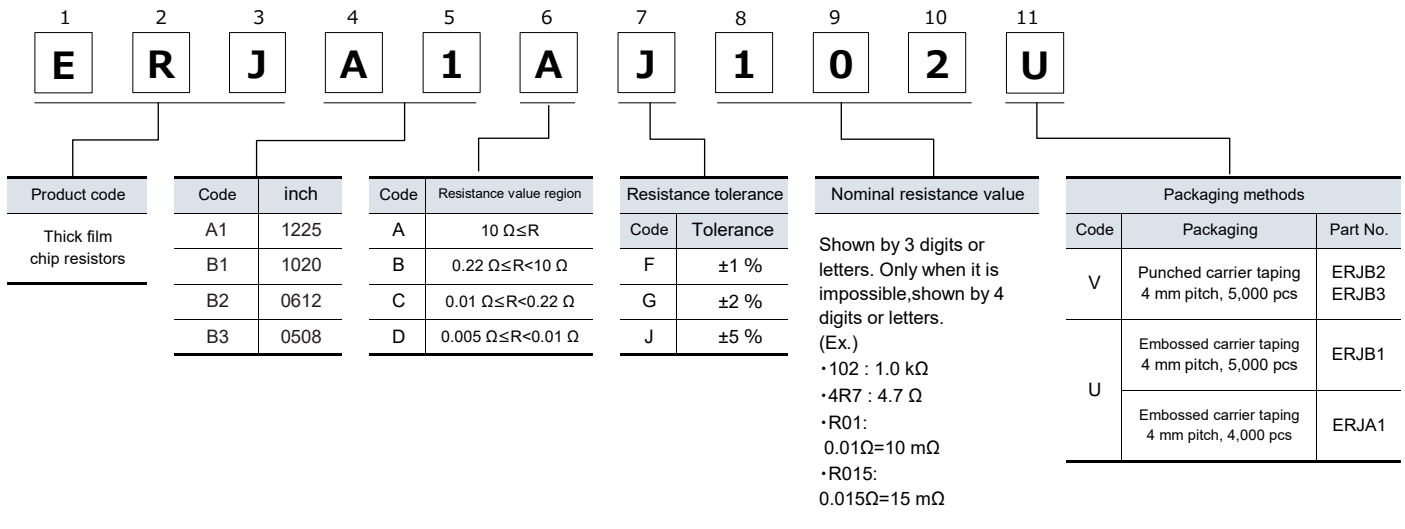 1 2 3 4 5 6 7 8 9 10 11
E R J A 1 A J 1 0 2 U
Product code
Thick film
chip resistors
Code inch
A1 1225
B1 1020
B2 0612
B3 0508
Code Resistance value region
A 10 Ω≤R
B 0.22 Ω≤R<10 Ω
C 0.01 Ω≤R<0.22 Ω
D 0.005 Ω≤R<0.01 Ω
Resistance tolerance
Code Tolerance
F ±1 %
G ±2 %
J ±5 %
Nominal resistance value
Shown by 3 digits or
letters. Only when it is
impossible,shown by 4
digits or letters.
(Ex.)
・102 : 1.0 kΩ
・4R7 : 4.7 Ω
・R01:
0.01Ω=10 mΩ
・R015:
0.015Ω=15 mΩ
Packaging methods
Code Packaging Part No.
V
Punched carrier taping
4 mm pitch, 5,000 pcs
ERJB2
ERJB3
U
Embossed carrier taping
4 mm pitch, 5,000 pcs
ERJB1
Embossed carrier taping
4 mm pitch, 4,000 pcs
ERJA1